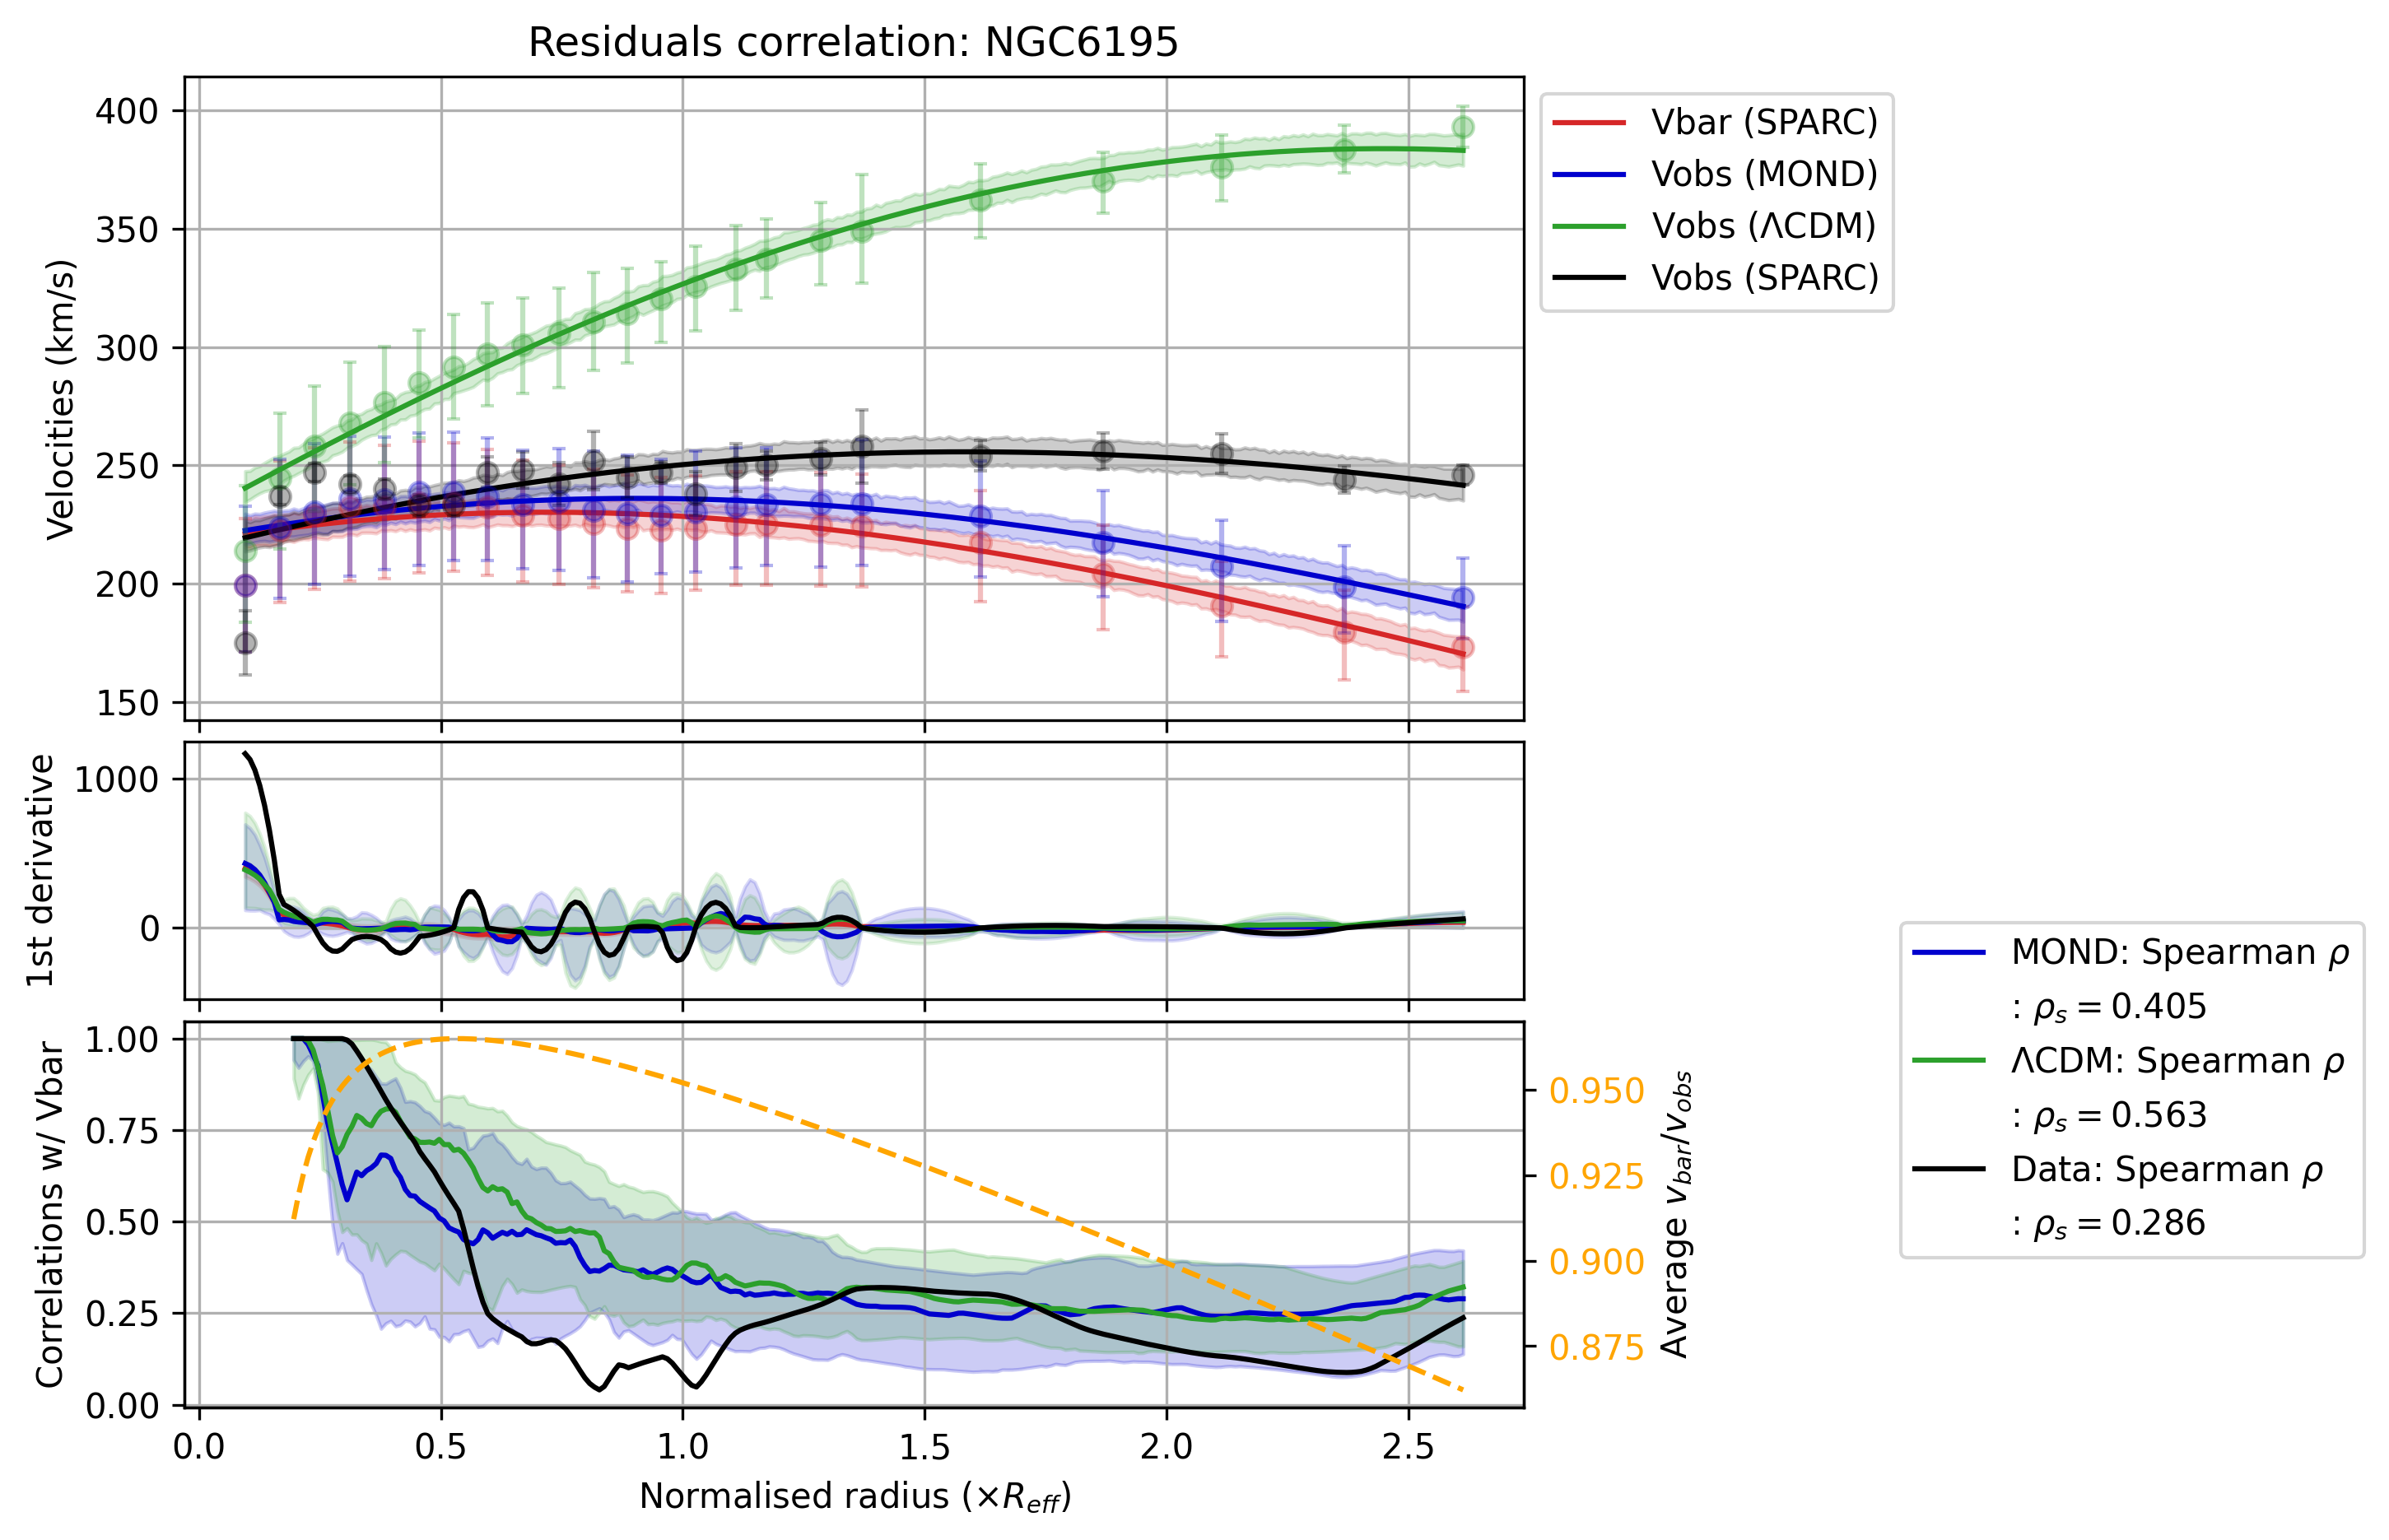 Residuals correlation: NGC6195
Velocities (km/s)
400
350
300
250
200
150
Vbar (SPARC)
Vobs (MOND)
Vobs (ΛCDM)
Vobs (SPARC)
1st derivative
1000
0
Correlations w/ Vbar
1.00
0.75
0.50
0.25
0.00
0.950
0.925
0.900
0.875
Average v_bar/v_obs
MOND: Spearman ρ
: ρ_s = 0.405
ΛCDM: Spearman ρ
: ρ_s = 0.563
Data: Spearman ρ
: ρ_s = 0.286
0.0 0.5 1.0 1.5 2.0 2.5
Normalised radius (×R_eff)